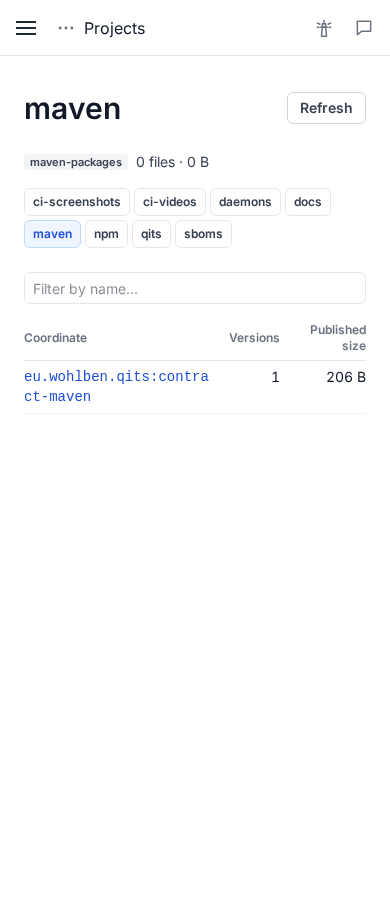 Projects
maven
Refresh
maven-packages 0 files · 0 B
ci-screenshots ci-videos daemons docs
maven npm qits sboms
Filter by name...
Coordinate Versions Published size
eu.wohlben.qits:contra
ct-maven
1 206 B